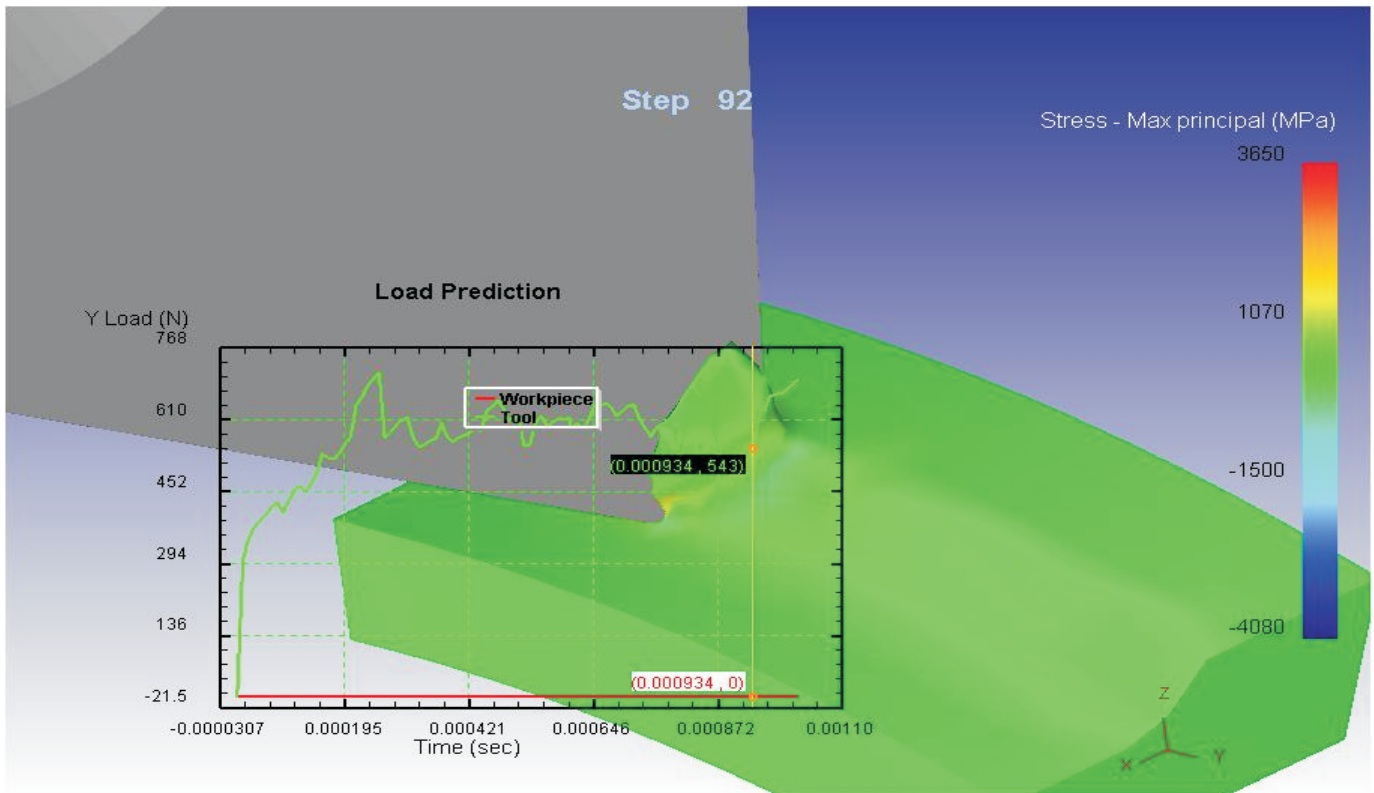 Step 92
Stress - Max principal (MPa)
3650
1070
-1500
-4080
Load Prediction
Y Load (N)
768
610
452
294
136
-21.5
Workpiece
Tool
(0.000934, 543)
(0.000934, 0)
-0.0000307 0.000195 0.000421 0.000646 0.000872 0.00110
Time (sec)
Z
X
Y